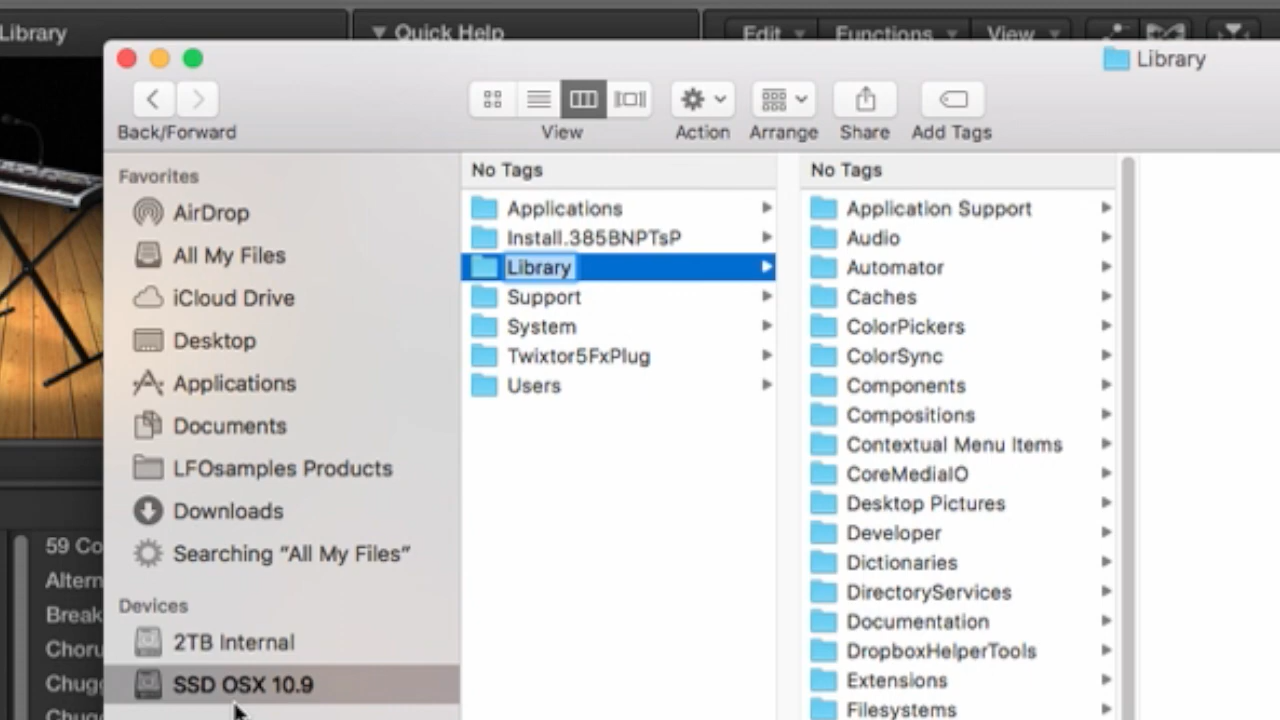 Library
Quick Help
Edit
Functions
View
Library
Back/Forward
View
Action
Arrange
Share
Add Tags
Favorites
AirDrop
All My Files
iCloud Drive
Desktop
Applications
Documents
LFOsamples Products
Downloads
Searching “All My Files”
Devices
2TB Internal
SSD OSX 10.9
No Tags
Applications
Install.385BNPTsP
Library
Support
System
Twixtor5FxPlug
Users
No Tags
Application Support
Audio
Automator
Caches
ColorPickers
ColorSync
Components
Compositions
Contextual Menu Items
CoreMediaIO
Desktop Pictures
Developer
Dictionaries
DirectoryServices
Documentation
DropboxHelperTools
Extensions
Filesystems
59 Co
Altern
Break
Choru
Chugg
Chugg